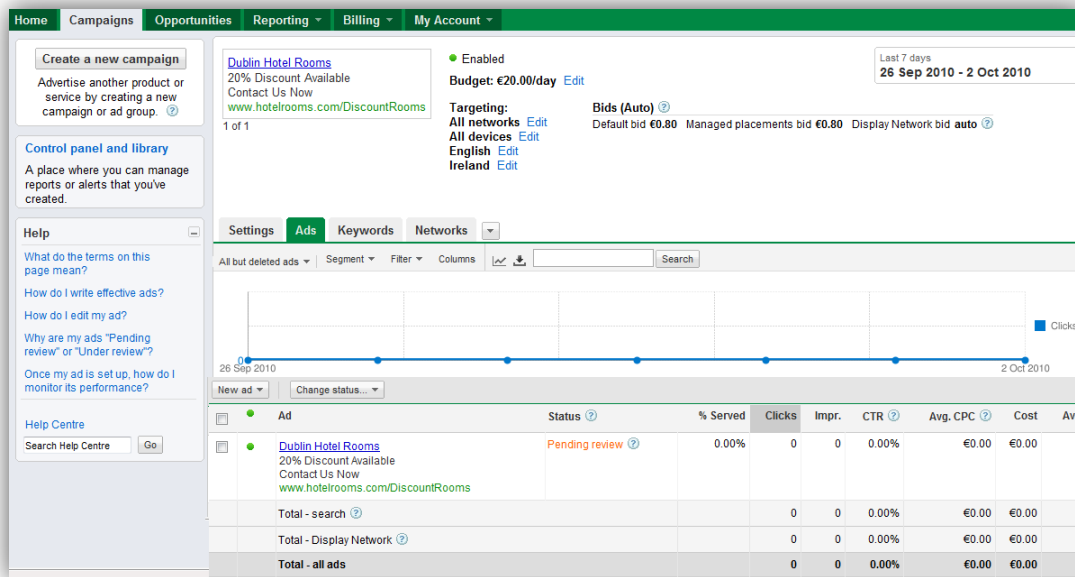 Home Campaigns Opportunities Reporting Billing My Account
Create a new campaign
Advertise another product or
service by creating a new
campaign or ad group.
Control panel and library
A place where you can manage
reports or alerts that you've
created.
Help
What do the terms on this
page mean?
How do I write effective ads?
How do I edit my ad?
Why are my ads "Pending
review" or "Under review"?
Once my ad is set up, how do I
monitor its performance?
Help Centre
Search Help Centre Go
Dublin Hotel Rooms
20% Discount Available
Contact Us Now
www.hotelrooms.com/DiscountRooms
1 of 1
Enabled
Budget: €20.00/day Edit
Targeting:
All networks Edit
All devices Edit
English Edit
Ireland Edit
Bids (Auto) ?
Default bid €0.80 Managed placements bid €0.80 Display Network bid auto ?
Last 7 days
26 Sep 2010 - 2 Oct 2010
Settings Ads Keywords Networks
All but deleted ads Segment Filter Columns Search
0
26 Sep 2010 2 Oct 2010
Clicks
New ad Change status...
Ad Status ? % Served Clicks Impr. CTR ? Avg. CPC ? Cost Av
Dublin Hotel Rooms Pending review ? 0.00% 0 0 0.00% €0.00 €0.00
20% Discount Available
Contact Us Now
www.hotelrooms.com/DiscountRooms
Total - search ? 0 0 0.00% €0.00 €0.00
Total - Display Network ? 0 0 0.00% €0.00 €0.00
Total - all ads 0 0 0.00% €0.00 €0.00